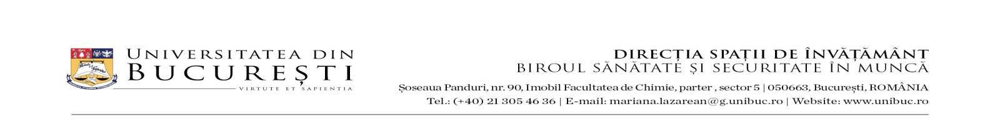 UNIVERSITATEA DIN
BUCUREȘTI
VIRTUTE ET SAPIENTIA
DIRECȚIA SPAȚII DE ÎNVĂȚĂMÂNT
BIROUL SĂNĂTATE ȘI SECURITATE ÎN MUNCĂ
Șoseaua Panduri, nr. 90, Imobil Facultatea de Chimie, parter , sector 5 | 050663, București, ROMÂNIA
Tel.: (+40) 21 305 46 36 | E-mail: mariana.lazarean@g.unibuc.ro | Website: www.unibuc.ro